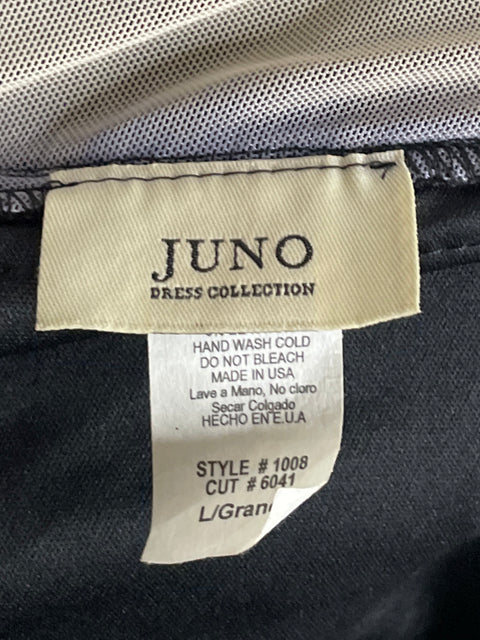 JUNO
DRESS COLLECTION
HAND WASH COLD
DO NOT BLEACH
MADE IN USA
Lave a Mano, No cloro
Secar Colgado
HECHO EN E.U.A
STYLE # 1008
CUT # 6041